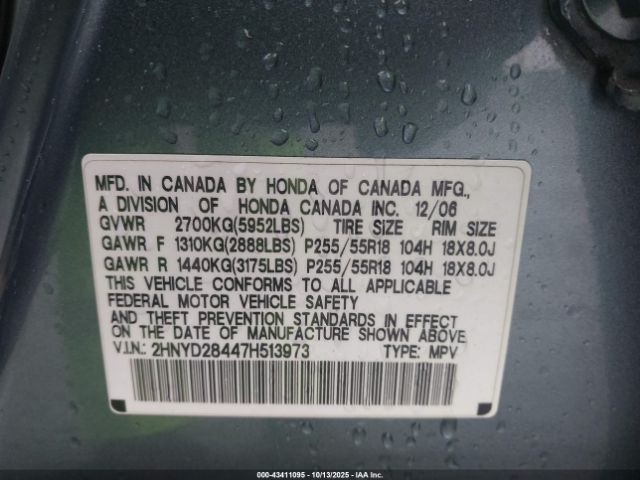 MFD. IN CANADA BY HONDA OF CANADA MFG.,
A DIVISION OF HONDA CANADA INC. 12/06
GVWR 2700KG(5952LBS) TIRE SIZE RIM SIZE
GAWR F 1310KG(2888LBS) P255/55R18 104H 18X8.0J
GAWR R 1440KG(3175LBS) P255/55R18 104H 18X8.0J
THIS VEHICLE CONFORMS TO ALL APPLICABLE
FEDERAL MOTOR VEHICLE SAFETY
AND THEFT PREVENTION STANDARDS IN EFFECT
ON THE DATE OF MANUFACTURE SHOWN ABOVE.
V.I.N.: 2HNYD28447H513973 TYPE: MPV
000-43411095 - 10/13/2025 - IAAI.COM